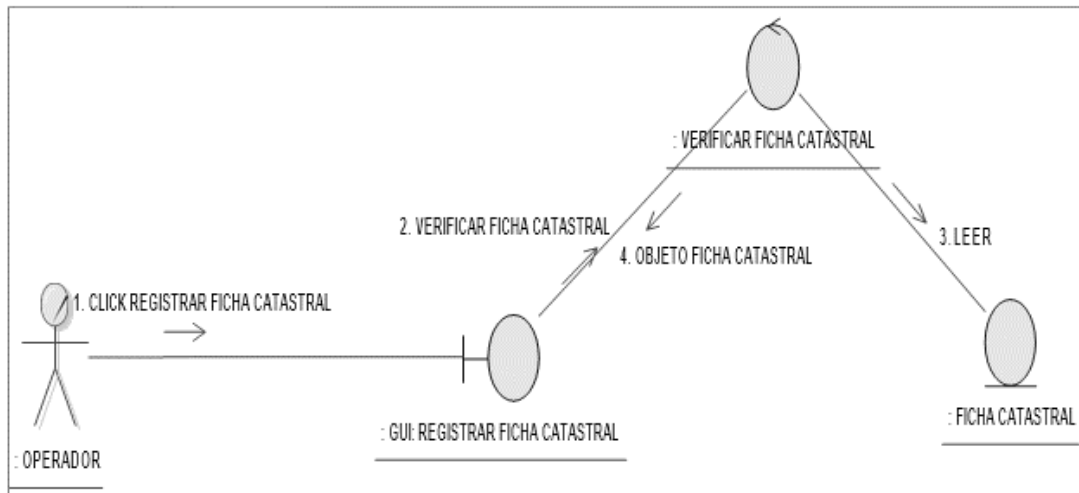 : VERIFICAR FICHA CATASTRAL
2. VERIFICAR FICHA CATASTRAL
3.LEER
4. OBJETO FICHA CATASTRAL
1. CLICK REGISTRAR FICHA CATASTRAL
: FICHA CATASTRAL
: GUI: REGISTRAR FICHA CATASTRAL
: OPERADOR